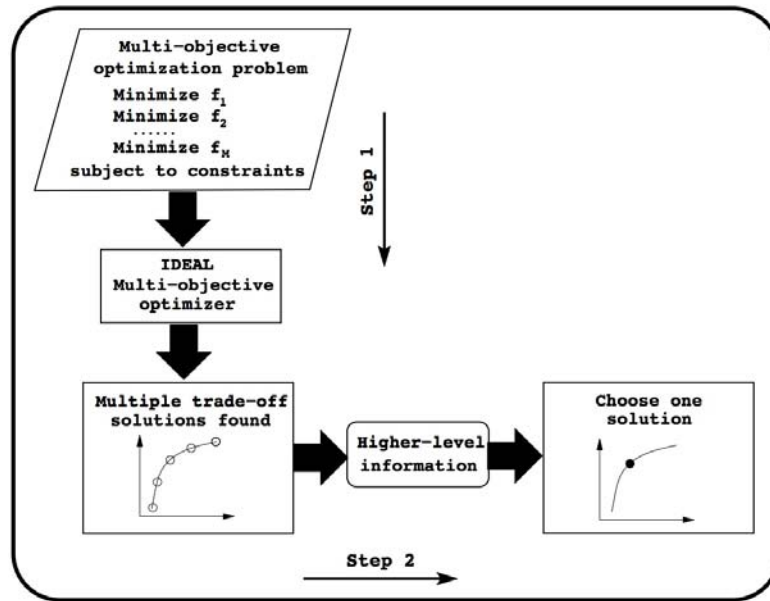 Multi-objective
optimization problem
Minimize f1
Minimize f2
......
Minimize fM
subject to constraints
Step 1
IDEAL
Multi-objective
optimizer
Multiple trade-off
solutions found
Higher-level
information
Choose one
solution
Step 2